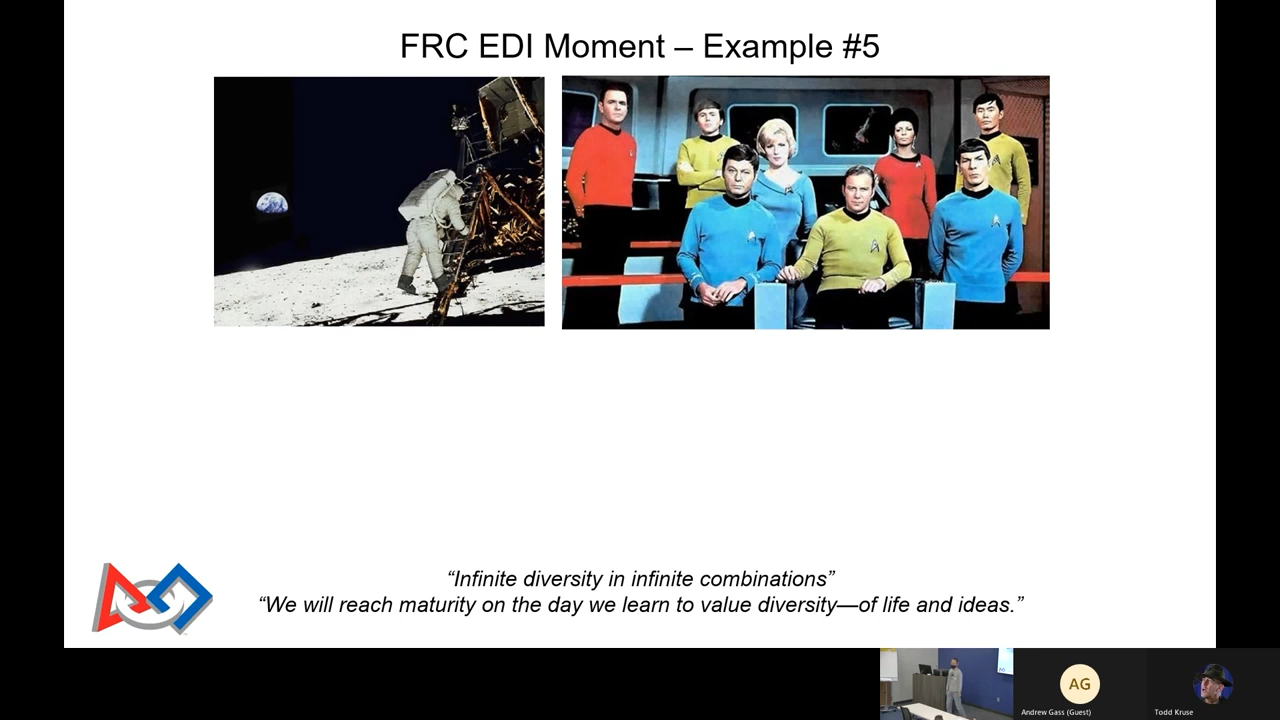 FRC EDI Moment – Example #5
“Infinite diversity in infinite combinations”
“We will reach maturity on the day we learn to value diversity—of life and ideas.”
AG
Andrew Gass (Guest)
Todd Kruse